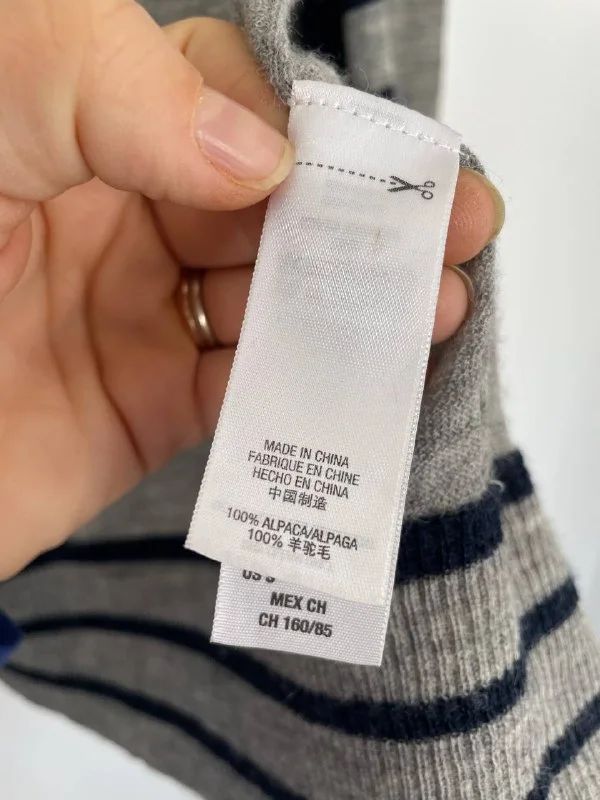 MADE IN CHINA
FABRIQUE EN CHINE
HECHO EN CHINA
中国制造
100% ALPACA/ALPAGA
100% 羊驼毛
MEX CH
CH 160/85